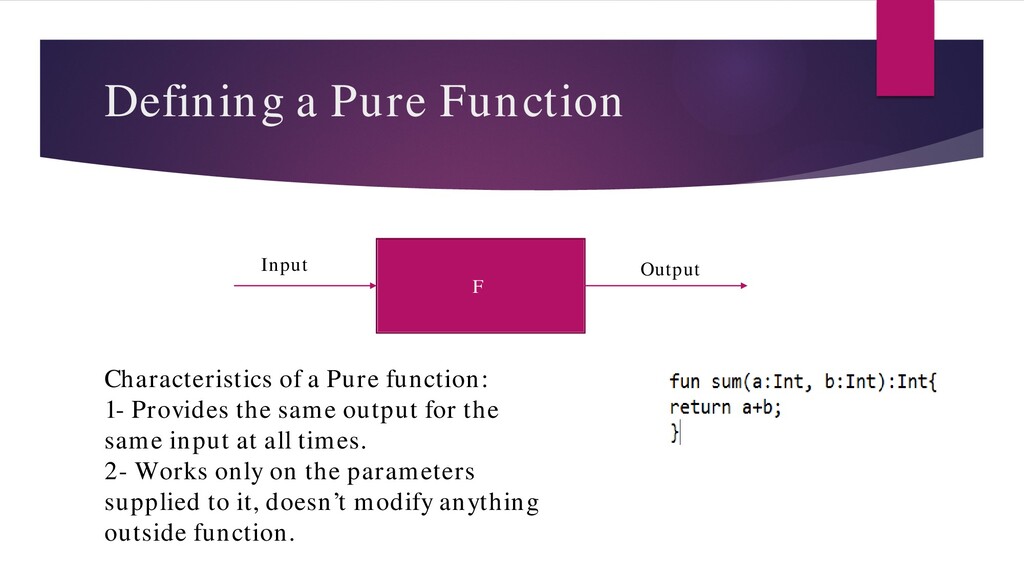 Defining a Pure Function
Input
F
Output
Characteristics of a Pure function:
1- Provides the same output for the
same input at all times.
2- Works only on the parameters
supplied to it, doesn’t modify anything
outside function.
fun sum(a:Int, b:Int):Int{
return a+b;
}